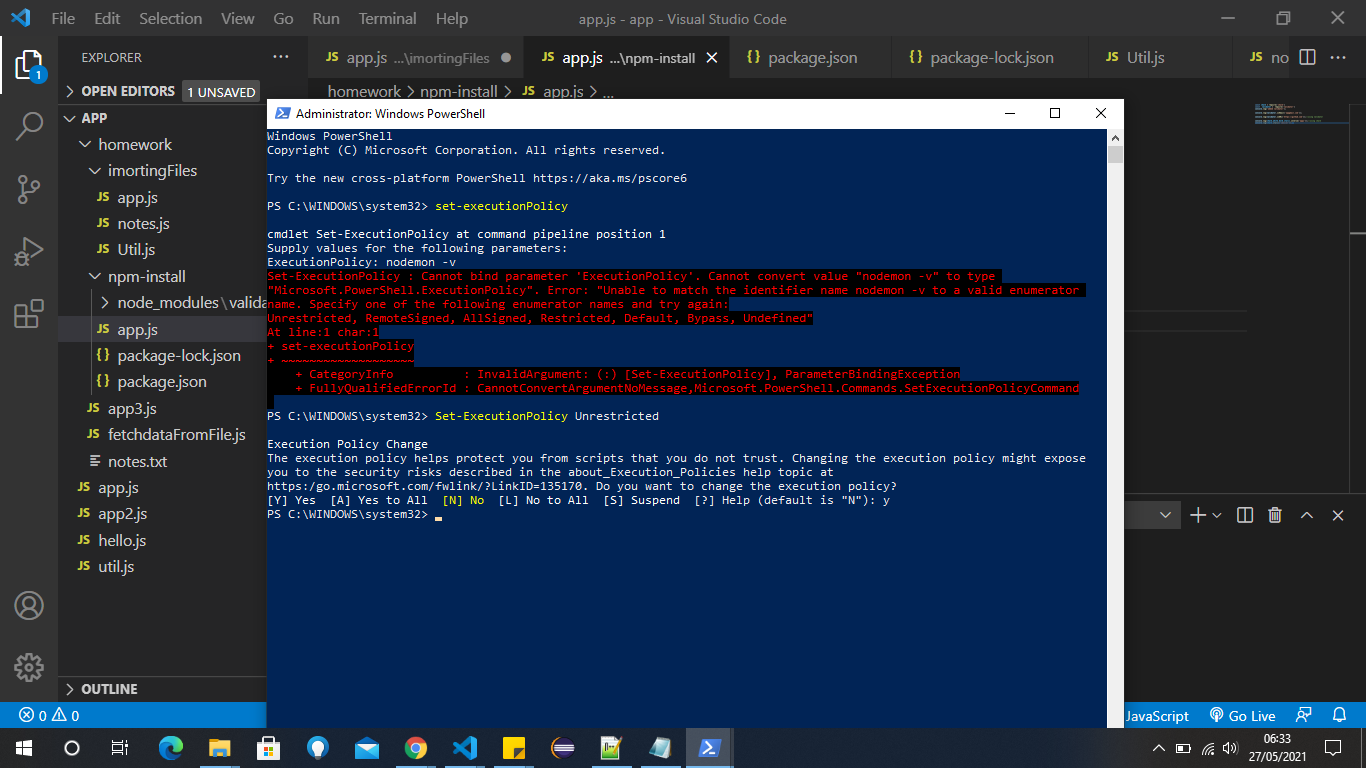 File Edit Selection View Go Run Terminal Help
app.js - app - Visual Studio Code
EXPLORER
1
OPEN EDITORS 1 UNSAVED
APP
homework
imortingFiles
JS app.js
JS notes.js
JS Util.js
npm-install
node_modules\valida
JS app.js
{} package-lock.json
{} package.json
JS app3.js
JS fetchdataFromFile.js
notes.txt
JS app.js
JS app2.js
JS hello.js
JS util.js
OUTLINE
JS app.js ...\imortingFiles
JS app.js ...\npm-install
{} package.json
{} package-lock.json
JS Util.js
JS no
homework > npm-install > JS app.js > ...
Administrator: Windows PowerShell
Windows PowerShell
Copyright (C) Microsoft Corporation. All rights reserved.
Try the new cross-platform PowerShell https://aka.ms/pscore6
PS C:\WINDOWS\system32> set-executionPolicy
cmdlet Set-ExecutionPolicy at command pipeline position 1
Supply values for the following parameters:
ExecutionPolicy: nodemon -v
Set-ExecutionPolicy : Cannot bind parameter 'ExecutionPolicy'. Cannot convert value "nodemon -v" to type
"Microsoft.PowerShell.ExecutionPolicy". Error: "Unable to match the identifier name nodemon -v to a valid enumerator
name. Specify one of the following enumerator names and try again:
Unrestricted, RemoteSigned, AllSigned, Restricted, Default, Bypass, Undefined"
At line:1 char:1
+ set-executionPolicy
+ ~~~~~~~~~~~~~~~~~~~
+ CategoryInfo : InvalidArgument: (:) [Set-ExecutionPolicy], ParameterBindingException
+ FullyQualifiedErrorId : CannotConvertArgumentNoMessage,Microsoft.PowerShell.Commands.SetExecutionPolicyCommand
PS C:\WINDOWS\system32> Set-ExecutionPolicy Unrestricted
Execution Policy Change
The execution policy helps protect you from scripts that you do not trust. Changing the execution policy might expose
you to the security risks described in the about_Execution_Policies help topic at
https:/go.microsoft.com/fwlink/?LinkID=135170. Do you want to change the execution policy?
[Y] Yes [A] Yes to All [N] No [L] No to All [S] Suspend [?] Help (default is "N"): y
PS C:\WINDOWS\system32>
0 0
JavaScript Go Live
06:33
27/05/2021